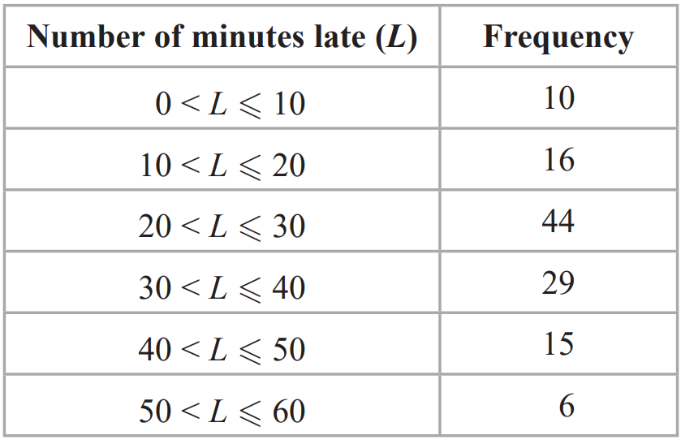 Number of minutes late (L) Frequency
0 < L ⩽ 10 10
10 < L ⩽ 20 16
20 < L ⩽ 30 44
30 < L ⩽ 40 29
40 < L ⩽ 50 15
50 < L ⩽ 60 6